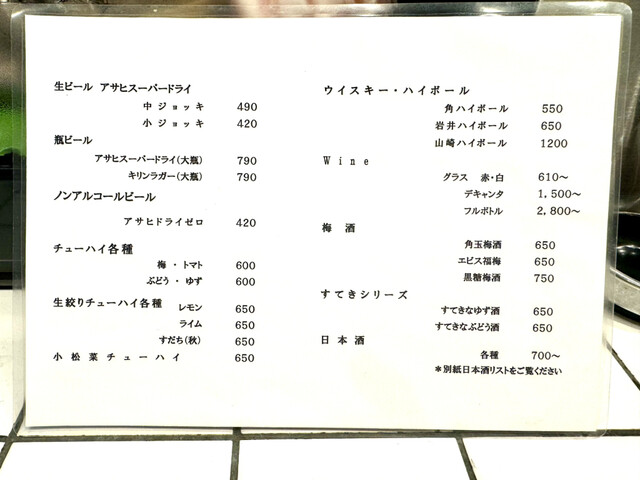 生ビール アサヒスーパードライ
中ジョッキ 490
小ジョッキ 420
瓶ビール
アサヒスーパードライ(大瓶) 790
キリンラガー(大瓶) 790
ノンアルコールビール
アサヒドライゼロ 420
チューハイ各種
梅・トマト 600
ぶどう・ゆず 600
生絞りチューハイ各種 レモン 650
ライム 650
すだち(秋) 650
小松菜チューハイ 650
ウイスキー・ハイボール
角ハイボール 550
岩井ハイボール 650
山崎ハイボール 1200
Wine
グラス 赤・白 610～
デキャンタ 1,500～
フルボトル 2,800～
梅酒
角玉梅酒 650
エビス福梅 650
黒糖梅酒 750
すてきシリーズ
すてきなゆず酒 650
すてきなぶどう酒 650
日本酒
各種 700～
＊別紙日本酒リストをご覧ください